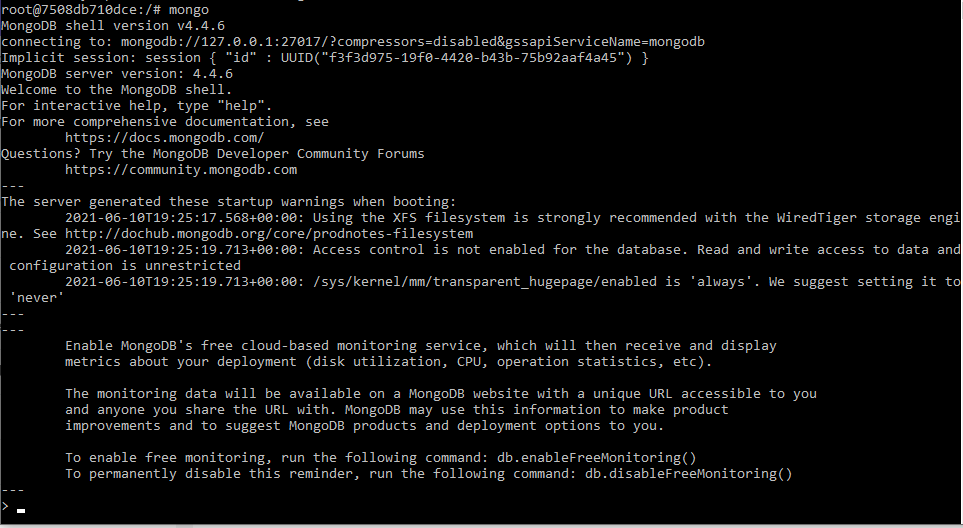 root@7508db710dce:/# mongo
MongoDB shell version v4.4.6
connecting to: mongodb://127.0.0.1:27017/?compressors=disabled&gssapiServiceName=mongodb
Implicit session: session { "id" : UUID("f3f3d975-19f0-4420-b43b-75b92aaf4a45") }
MongoDB server version: 4.4.6
Welcome to the MongoDB shell.
For interactive help, type "help".
For more comprehensive documentation, see
        https://docs.mongodb.com/
Questions? Try the MongoDB Developer Community Forums
        https://community.mongodb.com
---
The server generated these startup warnings when booting:
        2021-06-10T19:25:17.568+00:00: Using the XFS filesystem is strongly recommended with the WiredTiger storage engi
ne. See http://dochub.mongodb.org/core/prodnotes-filesystem
        2021-06-10T19:25:19.713+00:00: Access control is not enabled for the database. Read and write access to data and
 configuration is unrestricted
        2021-06-10T19:25:19.713+00:00: /sys/kernel/mm/transparent_hugepage/enabled is 'always'. We suggest setting it to
 'never'
---
---
        Enable MongoDB's free cloud-based monitoring service, which will then receive and display
        metrics about your deployment (disk utilization, CPU, operation statistics, etc).

        The monitoring data will be available on a MongoDB website with a unique URL accessible to you
        and anyone you share the URL with. MongoDB may use this information to make product
        improvements and to suggest MongoDB products and deployment options to you.

        To enable free monitoring, run the following command: db.enableFreeMonitoring()
        To permanently disable this reminder, run the following command: db.disableFreeMonitoring()
---
>